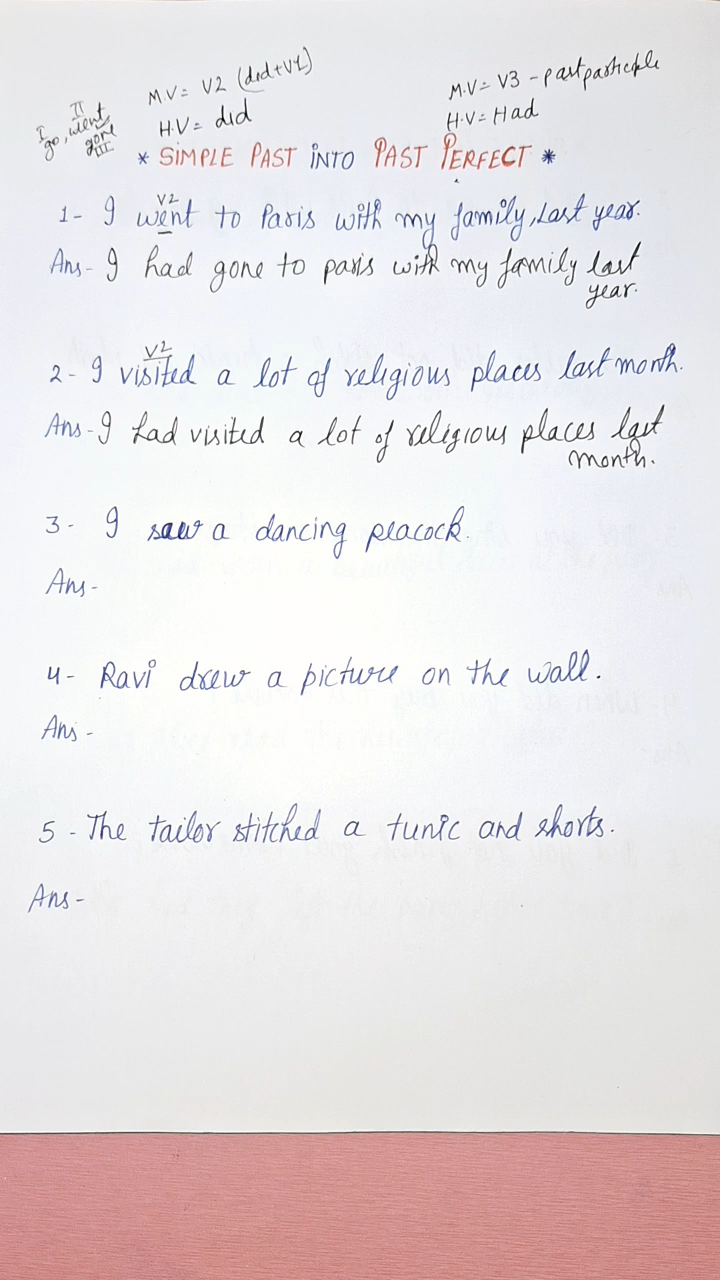 M.V = V2 (did+V1)
H.V = did
M.V = V3 - past participle
H.V = Had
I II
go, went
gone
III
* SIMPLE PAST INTO PAST PERFECT *
V2
1- I went to Paris with my family, Last year.
Ans- I had gone to paris with my family last
year.
V2
2- I visited a lot of religious places last month.
Ans- I had visited a lot of religious places last
month.
3- I saw a dancing peacock.
Ans-
4- Ravi drew a picture on the wall.
Ans-
5- The tailor stitched a tunic and shorts.
Ans-